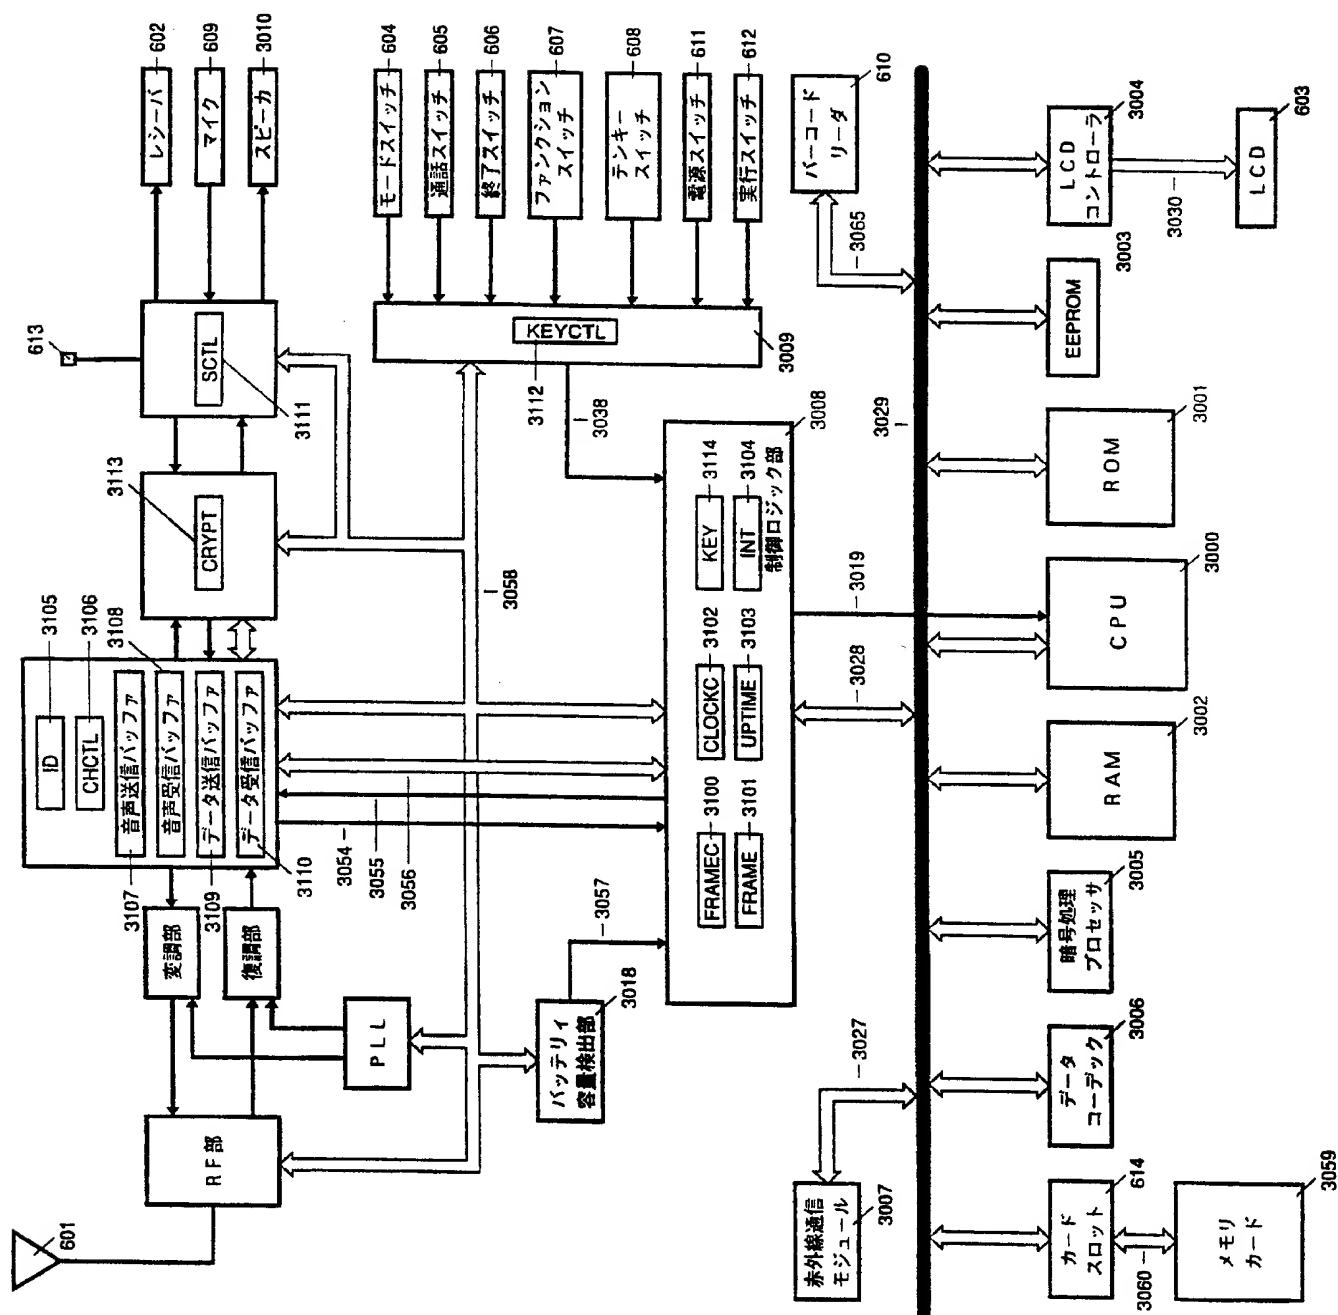 601
RF部
変調部
復調部
PLL
ID
CHCTL
音声送信バッファ
音声受信バッファ
データ送信バッファ
データ受信バッファ
3105
3106
3108
3107
3109
3110
CRYPT
3113
SCTL
3111
613
レシーバ
602
マイク
609
スピーカ
3010
モードスイッチ
604
通話スイッチ
605
終了スイッチ
606
ファンクション
スイッチ
607
テンキー
スイッチ
608
電源スイッチ
611
実行スイッチ
612
KEYCTL
3112
3009
3038
3058
3054
3055
3056
3057
バッテリィ
容量検出部
3018
FRAMEC
3100
FRAME
3101
CLOCKC
3102
UPTIME
3103
KEY
3114
INT
3104
制御ロジック部
3008
バーコード
リーダ
610
3065
3029
3019
3028
3027
赤外線通信
モジュール
3007
カード
スロット
614
3060
メモリ
カード
3059
データ
コーデック
3006
暗号処理
プロセッサ
3005
RAM
3002
CPU
3000
ROM
3001
EEPROM
3003
LCD
コントローラ
3004
3030
LCD
603